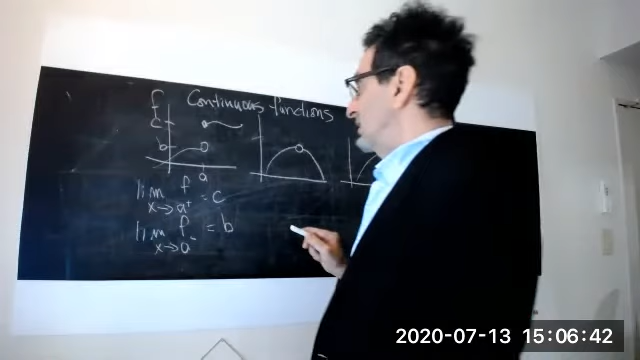 Continuous functions
f
c
b
a
lim f = c
x→a⁺
lim f = b
x→a⁻
2020-07-13 15:06:42